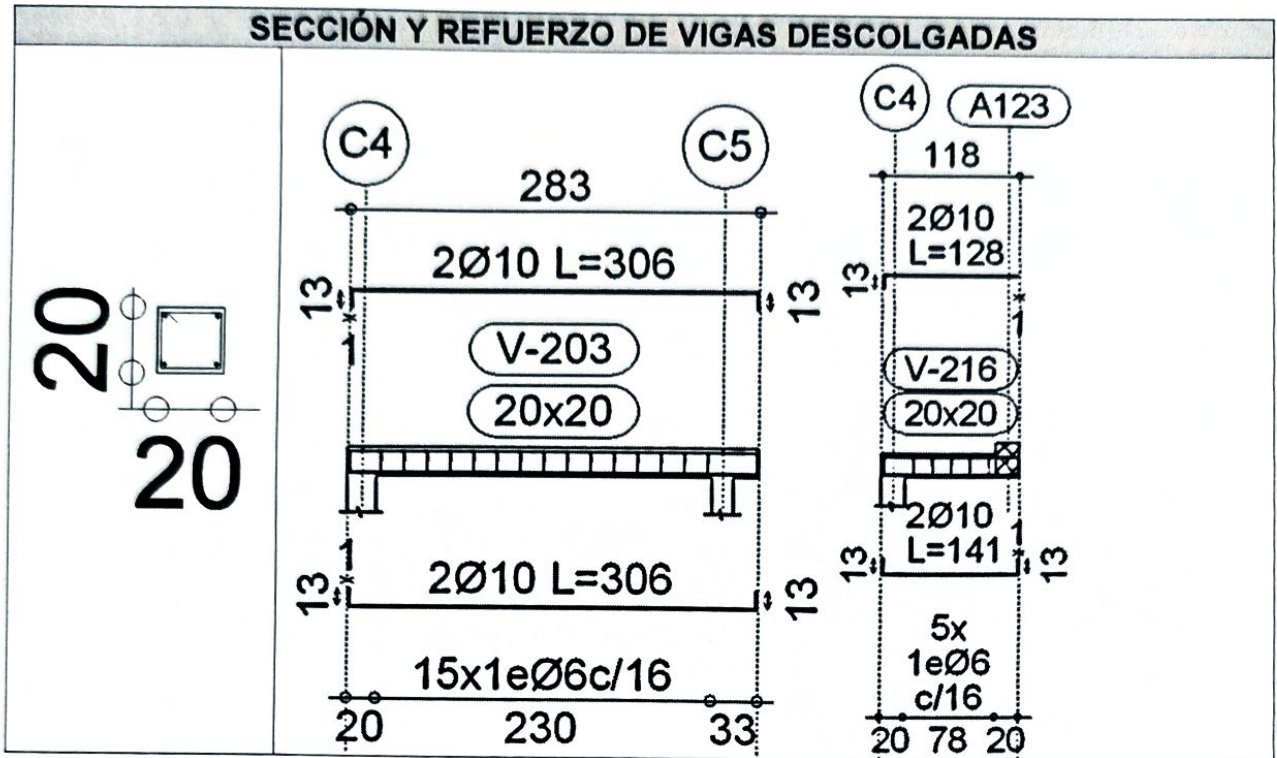 SECCIÓN Y REFUERZO DE VIGAS DESCOLGADAS
20
20
C4
C5
283
2Ø10 L=306
13
13
1
V-203
20x20
1
13
2Ø10 L=306
13
15x1eØ6c/16
20
230
33
C4
A123
118
2Ø10
L=128
13
1
V-216
20x20
2Ø10
L=141
1
13
13
5x
1eØ6
c/16
20
78
20